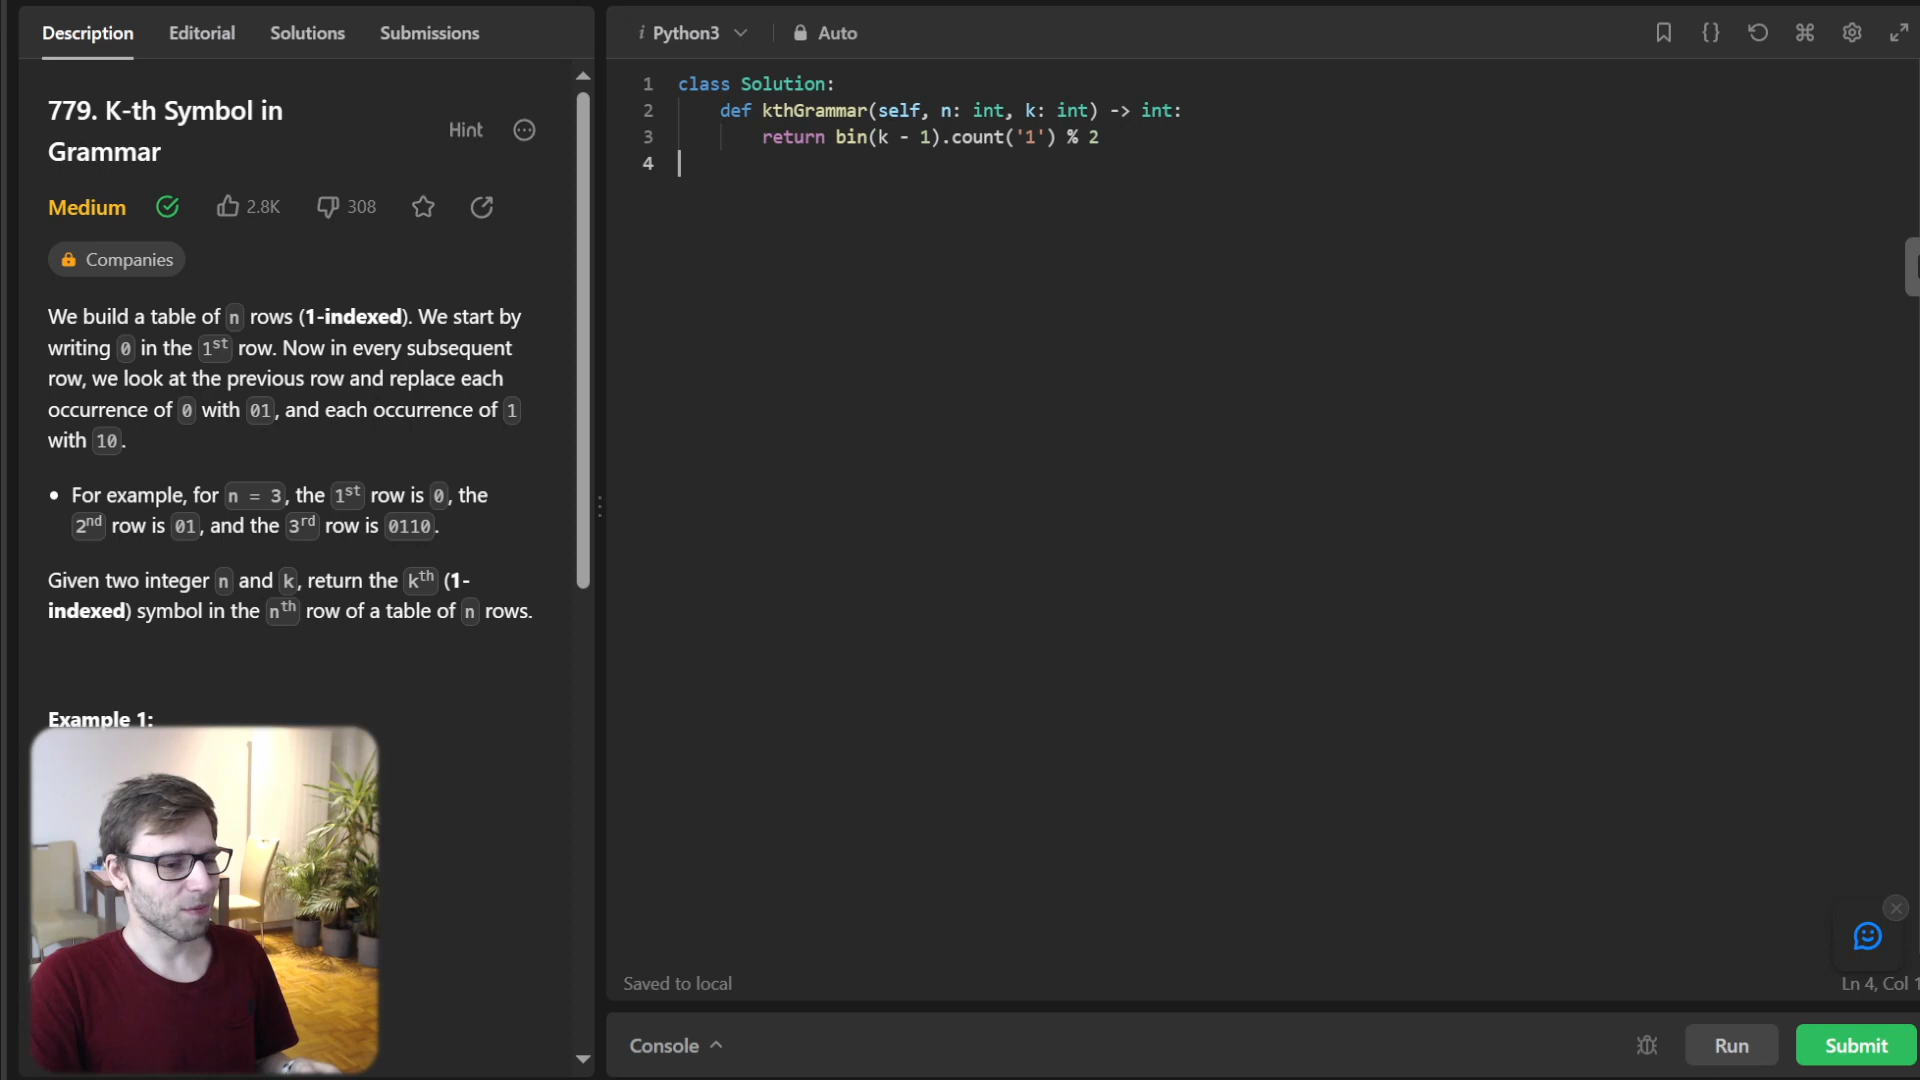 Description Editorial Solutions Submissions
779. K-th Symbol in
Grammar
Hint
Medium 2.8K 308
Companies
We build a table of n rows (1-indexed). We start by
writing 0 in the 1st row. Now in every subsequent
row, we look at the previous row and replace each
occurrence of 0 with 01, and each occurrence of 1
with 10.
• For example, for n = 3, the 1st row is 0, the
2nd row is 01, and the 3rd row is 0110.
Given two integer n and k, return the kth (1-
indexed) symbol in the nth row of a table of n rows.
Example 1:
i Python3 Auto
1 class Solution:
2 def kthGrammar(self, n: int, k: int) -> int:
3 return bin(k - 1).count('1') % 2
4
Saved to local
Ln 4, Col 1
Console
Run
Submit